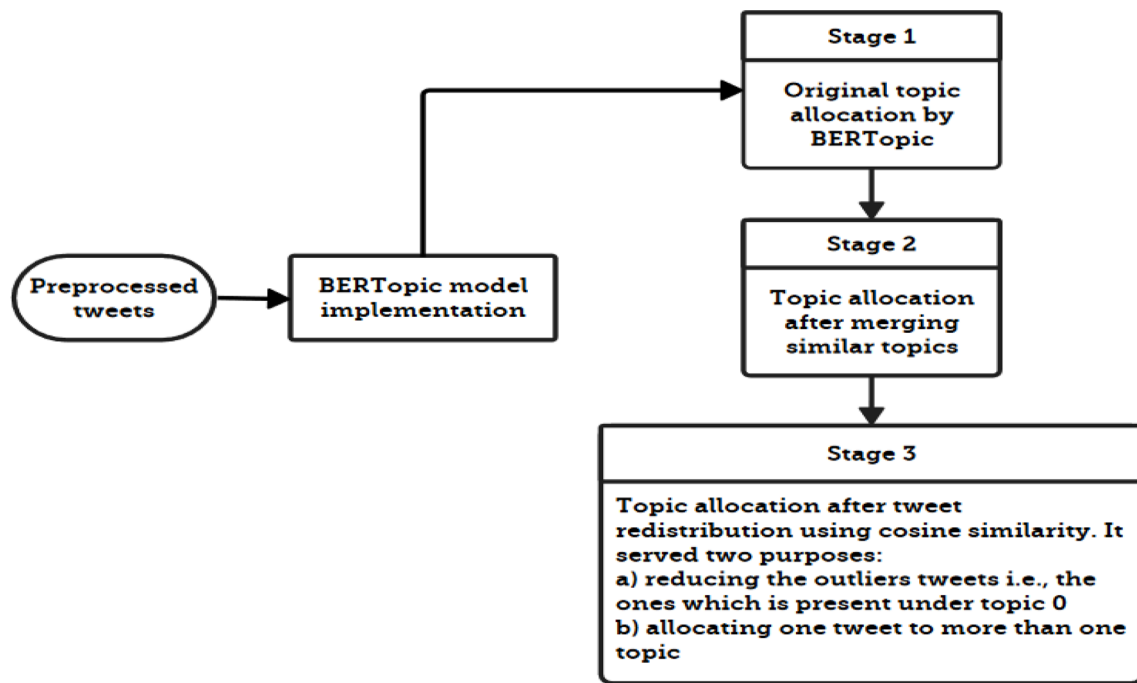 Preprocessed
tweets
BERTopic model
implementation
Stage 1
Original topic
allocation by
BERTopic
Stage 2
Topic allocation
after merging
similar topics
Stage 3
Topic allocation after tweet
redistribution using cosine similarity. It
served two purposes:
a) reducing the outliers tweets i.e., the
ones which is present under topic 0
b) allocating one tweet to more than one
topic